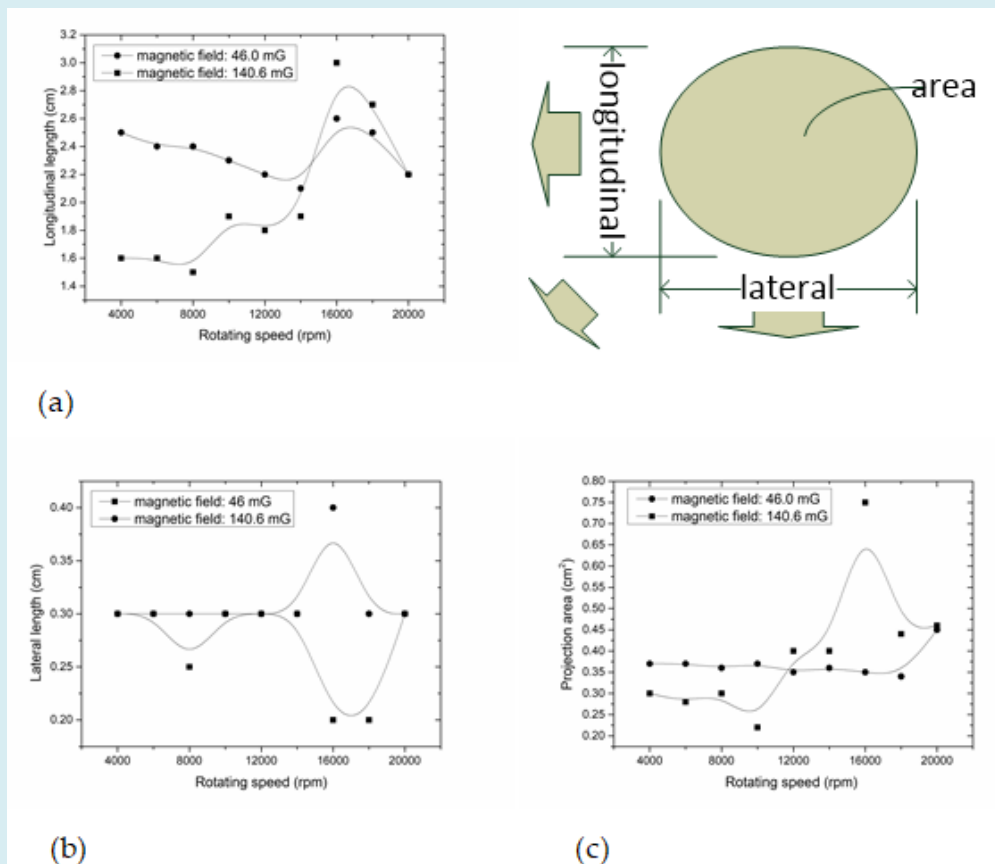 magnetic field: 46.0 mG
magnetic field: 140.6 mG
3.2
3.0
2.8
2.6
2.4
2.2
2.0
1.8
1.6
1.4
Longitudinal legngth (cm)
4000 8000 12000 16000 20000
Rotating speed (rpm)
longitudinal
area
lateral
(a)
magnetic field: 46 mG
magnetic field: 140.6 mG
0.40
0.35
0.30
0.25
0.20
Lateral length (cm)
4000 8000 12000 16000 20000
Rotating speed (rpm)
(b)
magnetic field: 46.0 mG
magnetic field: 140.6 mG
0.80
0.75
0.70
0.65
0.60
0.55
0.50
0.45
0.40
0.35
0.30
0.25
0.20
Projection area (cm²)
4000 8000 12000 16000 20000
Rotating speed (rpm)
(c)